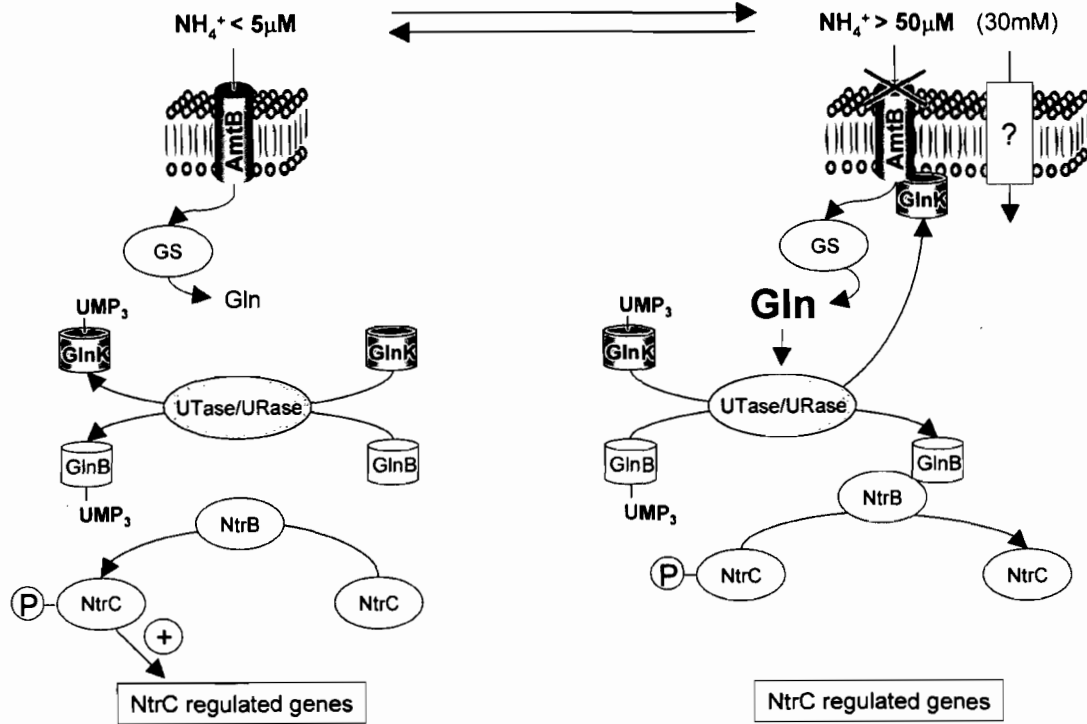 NH₄⁺ < 5µM
AmtB
GS
Gln
UMP₃
GlnK
GlnK
UTase/URase
GlnB
GlnB
UMP₃
NtrB
P
NtrC
NtrC
+
NtrC regulated genes
NH₄⁺ > 50µM (30mM)
AmtB
?
GlnK
GS
Gln
UMP₃
GlnK
UTase/URase
GlnB
GlnB
UMP₃
NtrB
P
NtrC
NtrC
NtrC regulated genes